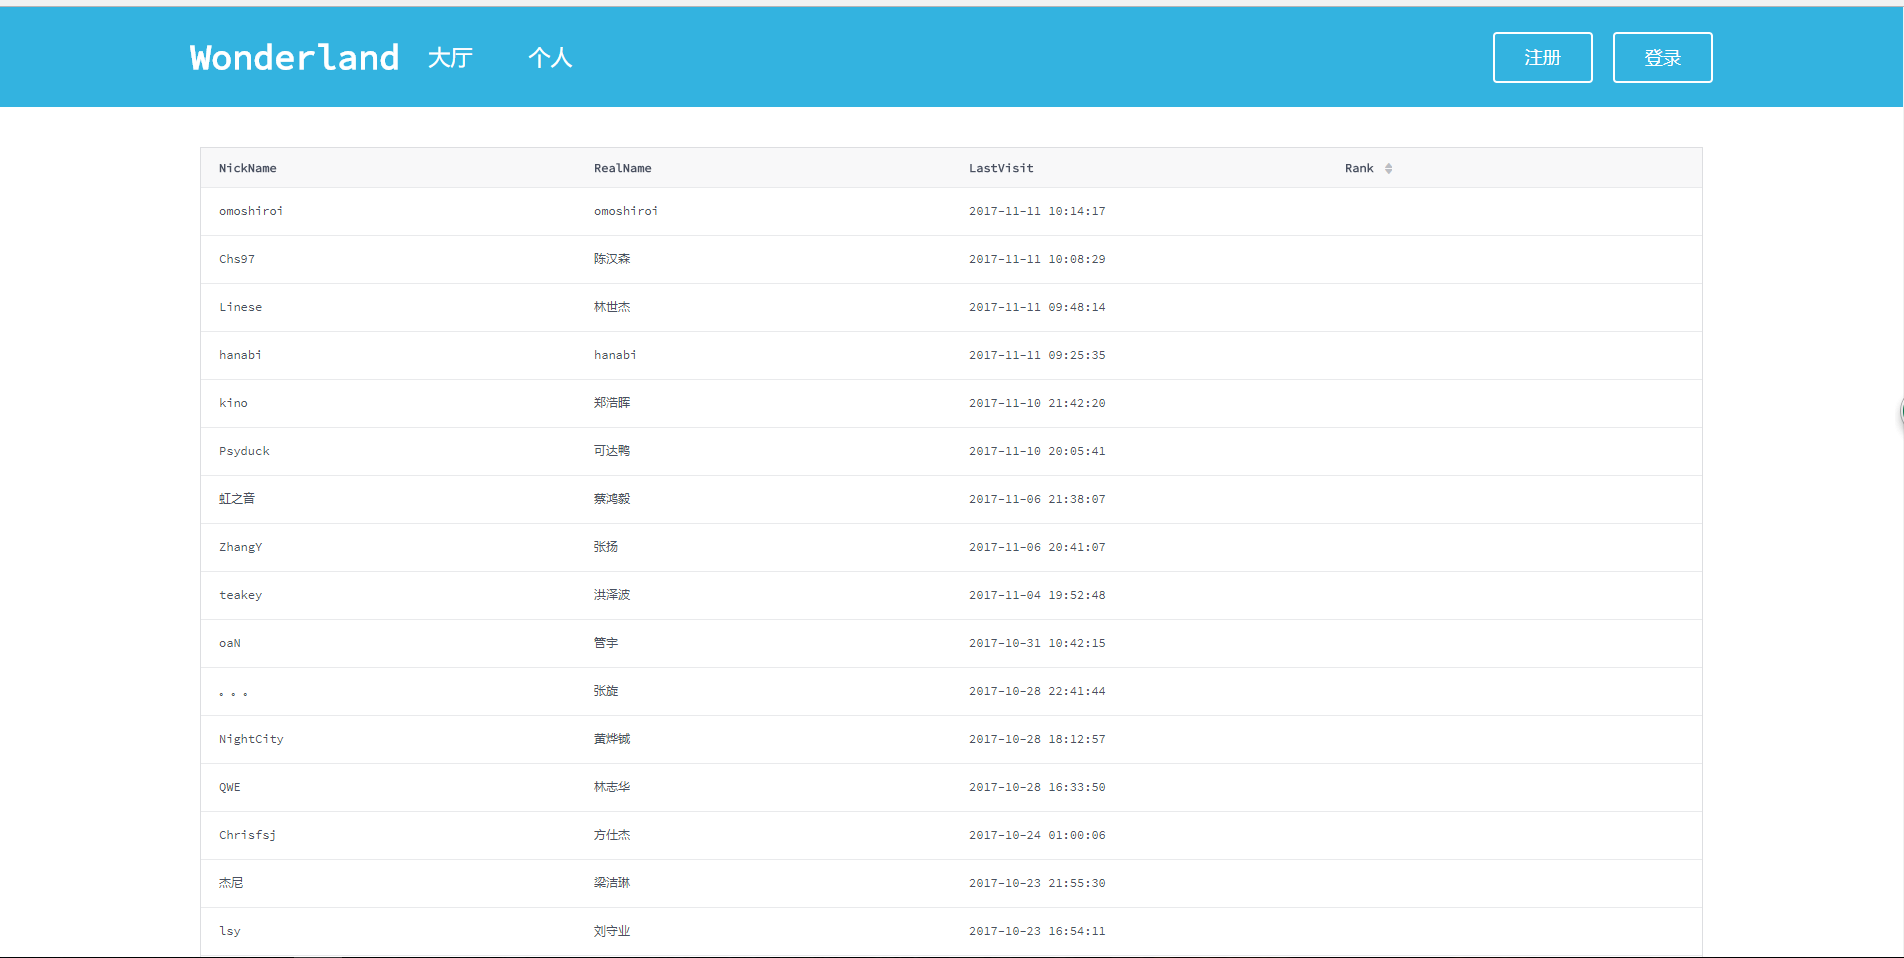 Wonderland 大厅 个人 注册 登录
NickName RealName LastVisit Rank
omoshiroi omoshiroi 2017-11-11 10:14:17
Chs97 陈汉森 2017-11-11 10:08:29
Linese 林世杰 2017-11-11 09:48:14
hanabi hanabi 2017-11-11 09:25:35
kino 郑浩晖 2017-11-10 21:42:20
Psyduck 可达鸭 2017-11-10 20:05:41
虹之音 蔡鸿毅 2017-11-06 21:38:07
ZhangY 张扬 2017-11-06 20:41:07
teakey 洪泽波 2017-11-04 19:52:48
oaN 管宇 2017-10-31 10:42:15
。。。 张旋 2017-10-28 22:41:44
NightCity 黄烨铖 2017-10-28 18:12:57
QWE 林志华 2017-10-28 16:33:50
Chrisfsj 方仕杰 2017-10-24 01:00:06
杰尼 梁洁琳 2017-10-23 21:55:30
lsy 刘守业 2017-10-23 16:54:11